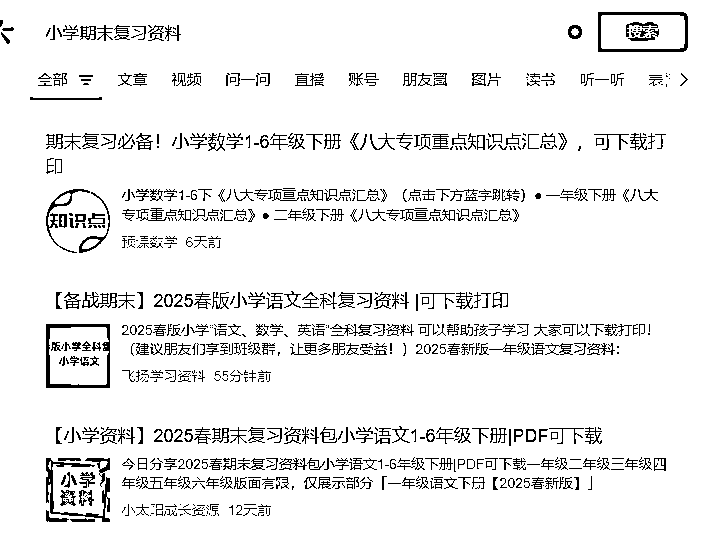 小学期末复习资料
搜索
全部 文章 视频 问一问 直播 账号 朋友圈 图片 读书 听一听
期末复习必备！小学数学1-6年级下册《八大专项重点知识点汇总》，可下载打
印
知识点
小学数学1-6下《八大专项重点知识点汇总》（点击下方蓝字跳转）● 一年级下册《八大
专项重点知识点汇总》● 二年级下册《八大专项重点知识点汇总》
数学 6天前
【备战期末】2025春版小学语文全科复习资料 |可下载打印
小学语文
2025春版小学“语文、数学、英语”全科复习资料 可以帮助孩子学习 大家可以下载打印！
（建议朋友们享到班级群，让更多朋友受益！）2025春新版一年级语文复习资料：
飞扬学习资料 55分钟前
【小学资料】2025春期末复习资料包小学语文1-6年级下册|PDF可下载
小学
资料
今日分享2025春期末复习资料包小学语文1-6年级下册|PDF可下载一年级二年级三年级四
年级五年级六年级版面有限，仅展示部分「一年级语文下册【2025春新版】」
小太阳成长资源 12天前